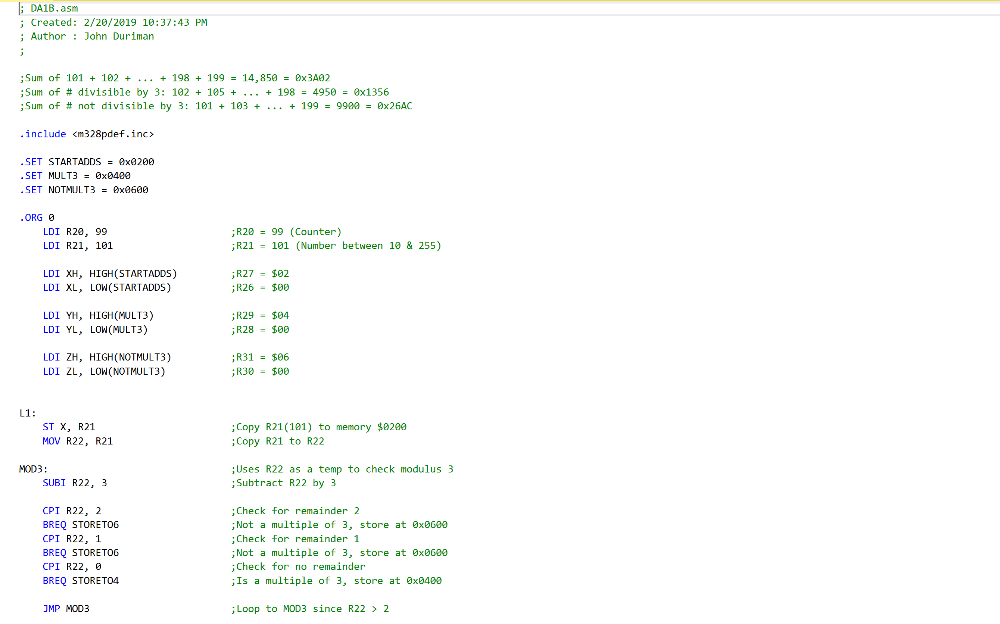 ; DA1B.asm
; Created: 2/20/2019 10:37:43 PM
; Author : John Duriman
;
;Sum of 101 + 102 + ... + 198 + 199 = 14,850 = 0x3A02
;Sum of # divisible by 3: 102 + 105 + ... + 198 = 4950 = 0x1356
;Sum of # not divisible by 3: 101 + 103 + ... + 199 = 9900 = 0x26AC
.include <m328pdef.inc>
.SET STARTADDS = 0x0200
.SET MULT3 = 0x0400
.SET NOTMULT3 = 0x0600
.ORG 0
LDI R20, 99 ;R20 = 99 (Counter)
LDI R21, 101 ;R21 = 101 (Number between 10 & 255)
LDI XH, HIGH(STARTADDS) ;R27 = $02
LDI XL, LOW(STARTADDS) ;R26 = $00
LDI YH, HIGH(MULT3) ;R29 = $04
LDI YL, LOW(MULT3) ;R28 = $00
LDI ZH, HIGH(NOTMULT3) ;R31 = $06
LDI ZL, LOW(NOTMULT3) ;R30 = $00
L1:
ST X, R21 ;Copy R21(101) to memory $0200
MOV R22, R21 ;Copy R21 to R22
MOD3: ;Uses R22 as a temp to check modulus 3
SUBI R22, 3 ;Subtract R22 by 3
CPI R22, 2 ;Check for remainder 2
BREQ STORETO6 ;Not a multiple of 3, store at 0x0600
CPI R22, 1 ;Check for remainder 1
BREQ STORETO6 ;Not a multiple of 3, store at 0x0600
CPI R22, 0 ;Check for no remainder
BREQ STORETO4 ;Is a multiple of 3, store at 0x0400
JMP MOD3 ;Loop to MOD3 since R22 > 2